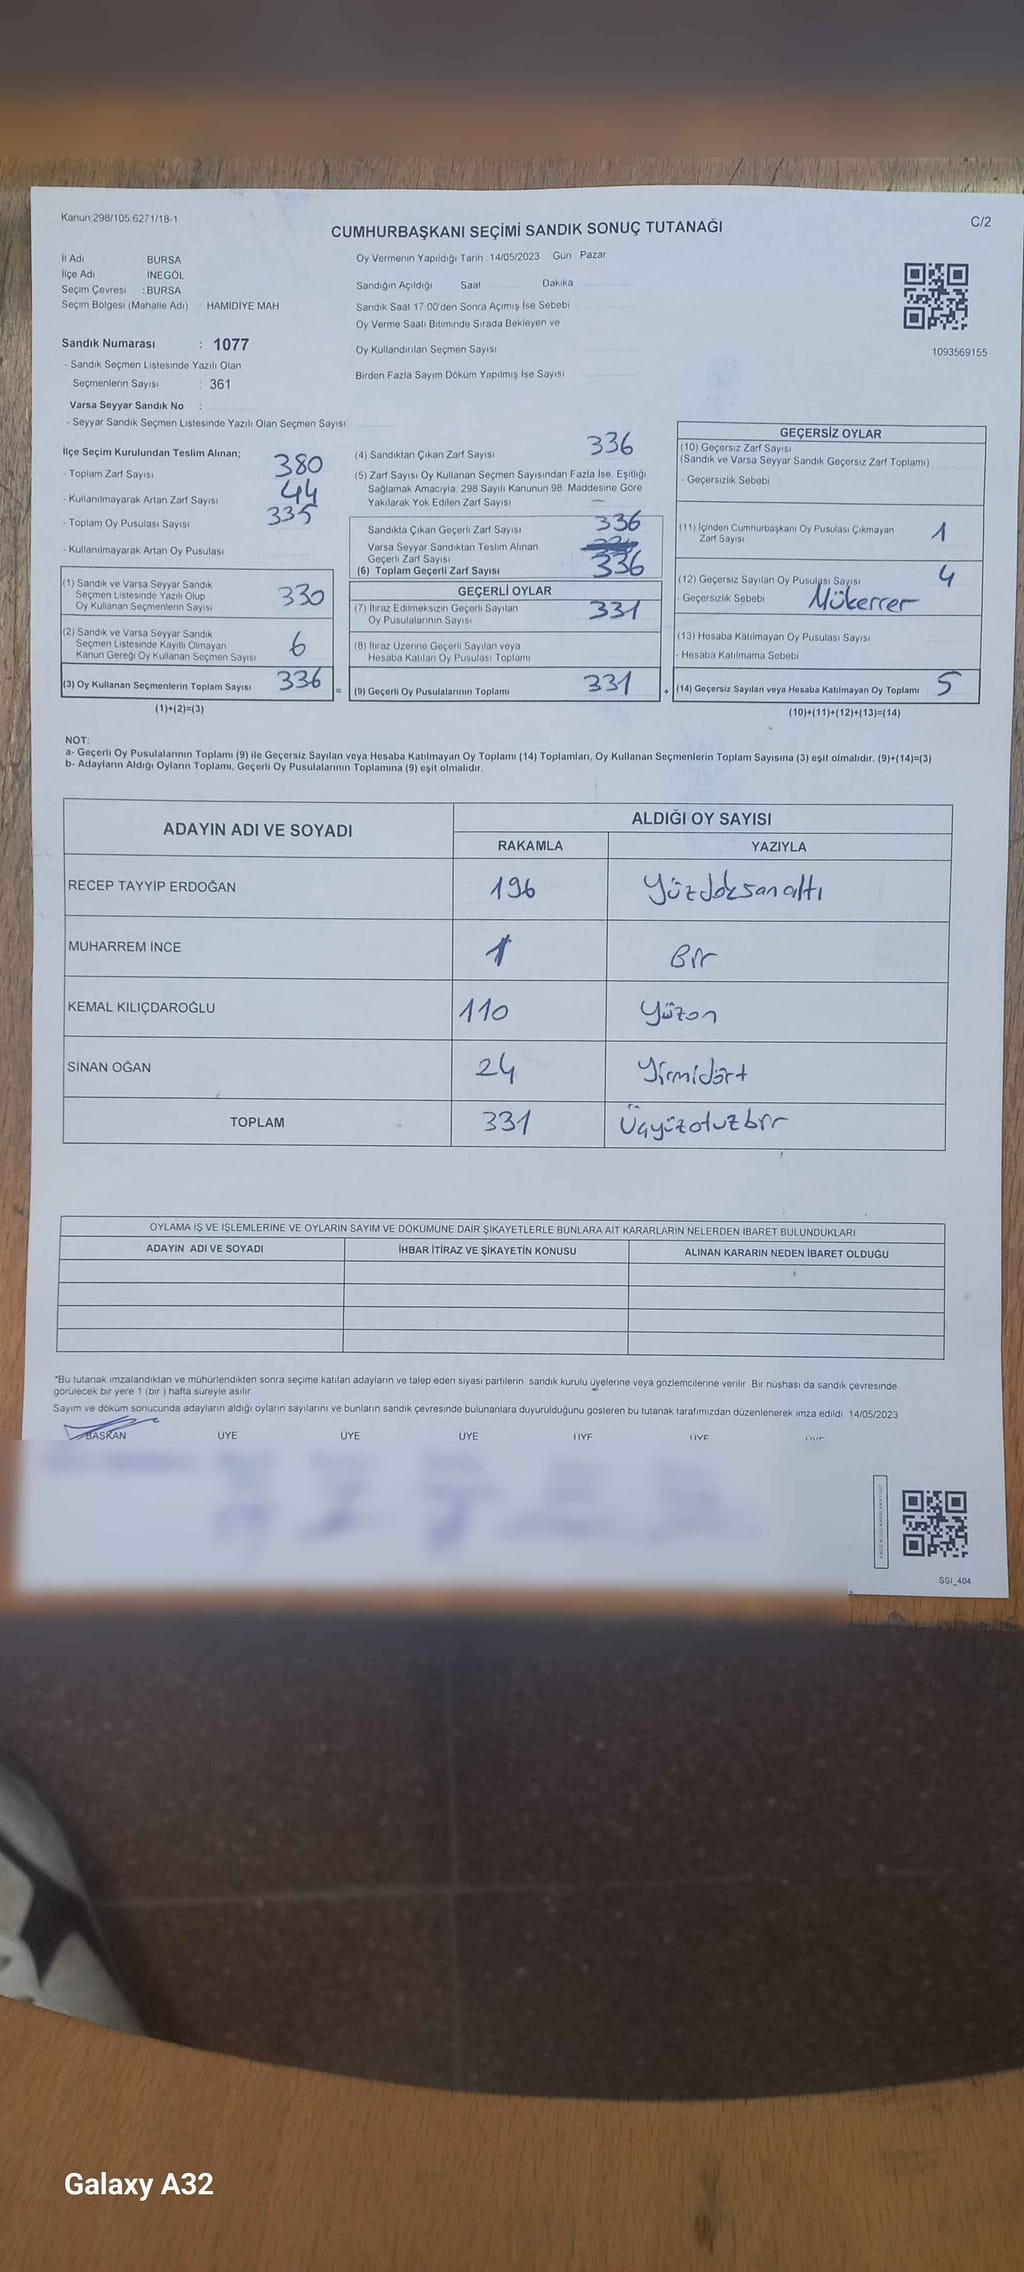 Kanun:298/105,6271/18-1
C/2
CUMHURBAŞKANI SEÇİMİ SANDIK SONUÇ TUTANAĞI
İl Adı : BURSA
İlçe Adı : İNEGÖL
Seçim Çevresi : BURSA
Seçim Bölgesi (Mahalle Adı) : HAMİDİYE MAH
Sandık Numarası : 1077
- Sandık Seçmen Listesinde Yazılı Olan
Seçmenlerin Sayısı : 361
Varsa Seyyar Sandık No :
- Seyyar Sandık Seçmen Listesinde Yazılı Olan Seçmen Sayısı
Oy Vermenin Yapıldığı Tarih : 14/05/2023 Gün : Pazar
Sandığın Açıldığı Saat Dakika
Sandık Saat 17:00'den Sonra Açımış İse Sebebi
Oy Verme Saati Bitiminde Sırada Bekleyen ve
Oy Kullandırılan Seçmen Sayısı
Birden Fazla Sayım Döküm Yapılmış İse Sayısı
1093569155
İlçe Seçim Kurulundan Teslim Alınan;
- Toplam Zarf Sayısı 380
- Kullanılmayarak Artan Zarf Sayısı 44
- Toplam Oy Pusulası Sayısı 335
- Kullanılmayarak Artan Oy Pusulası
(1) Sandık ve Varsa Seyyar Sandık
Seçmen Listesinde Yazılı Olup
Oy Kullanan Seçmenlerin Sayısı 330
(2) Sandık ve Varsa Seyyar Sandık
Seçmen Listesinde Kayıtlı Olmayan
Kanun Gereği Oy Kullanan Seçmen Sayısı 6
(3) Oy Kullanan Seçmenlerin Toplam Sayısı 336 =
(1)+(2)=(3)
(4) Sandıktan Çıkan Zarf Sayısı 336
(5) Zarf Sayısı Oy Kullanan Seçmen Sayısından Fazla İse, Eşitliği
Sağlamak Amacıyla, 298 Sayılı Kanunun 98. Maddesine Göre
Yakılarak Yok Edilen Zarf Sayısı —
Sandıkta Çıkan Geçerli Zarf Sayısı 336
Varsa Seyyar Sandıktan Teslim Alınan
Geçerli Zarf Sayısı
(6) Toplam Geçerli Zarf Sayısı 336
GEÇERLİ OYLAR
(7) İtiraz Edilmeksizin Geçerli Sayılan
Oy Pusulalarının Sayısı 331
(8) İtiraz Üzerine Geçerli Sayılan veya
Hesaba Katılan Oy Pusulası Toplamı
(9) Geçerli Oy Pusulalarının Toplamı 331 +
GEÇERSİZ OYLAR
(10) Geçersiz Zarf Sayısı
(Sandık ve Varsa Seyyar Sandık Geçersiz Zarf Toplamı)
- Geçersizlik Sebebi
(11) İçinden Cumhurbaşkanı Oy Pusulası Çıkmayan
Zarf Sayısı 1
(12) Geçersiz Sayılan Oy Pusulası Sayısı 4
- Geçersizlik Sebebi Mükerrer
(13) Hesaba Katılmayan Oy Pusulası Sayısı
- Hesaba Katılmama Sebebi
(14) Geçersiz Sayılan veya Hesaba Katılmayan Oy Toplamı 5
(10)+(11)+(12)+(13)=(14)
NOT:
a- Geçerli Oy Pusulalarının Toplamı (9) ile Geçersiz Sayılan veya Hesaba Katılmayan Oy Toplamı (14) Toplamları, Oy Kullanan Seçmenlerin Toplam Sayısına (3) eşit olmalıdır. (9)+(14)=(3)
b- Adayların Aldığı Oyların Toplamı, Geçerli Oy Pusulalarının Toplamına (9) eşit olmalıdır.
ADAYIN ADI VE SOYADI ALDIĞI OY SAYISI
RAKAMLA YAZIYLA
RECEP TAYYİP ERDOĞAN 196 Yüzdoksanaltı
MUHARREM İNCE 1 Bir
KEMAL KILIÇDAROĞLU 110 Yüzon
SİNAN OĞAN 24 Yirmidört
TOPLAM 331 Üçyüzotuzbir
OYLAMA İŞ VE İŞLEMLERİNE VE OYLARIN SAYIM VE DÖKÜMÜNE DAİR ŞİKAYETLERLE BUNLARA AİT KARARLARIN NELERDEN İBARET BULUNDUKLARI
ADAYIN ADI VE SOYADI İHBAR İTİRAZ VE ŞİKAYETİN KONUSU ALINAN KARARIN NEDEN İBARET OLDUĞU
*Bu tutanak imzalandıktan ve mühürlendikten sonra seçime katılan adayların ve talep eden siyasi partilerin sandık kurulu üyelerine veya gözlemcilerine verilir. Bir nüshası da sandık çevresinde
görülecek bir yere 1 (bir ) hafta süreyle asılır.
Sayım ve döküm sonucunda adayların aldığı oyların sayılarını ve bunların sandık çevresinde bulunanlara duyurulduğunu gösteren bu tutanak tarafımızdan düzenlenerek imza edildi. 14/05/2023
BAŞKAN ÜYE ÜYE ÜYE ÜYE ÜYE
SSİ_404
Galaxy A32